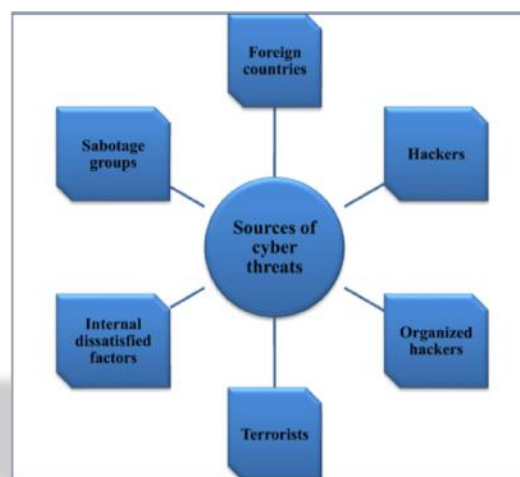 Foreign
countries
Sabotage
groups
Hackers
Sources of
cyber
threats
Internal
dissatisfied
factors
Organized
hackers
Terrorists